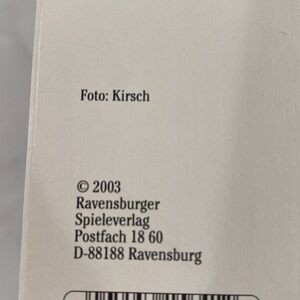 Foto: Kirsch
© 2003
Ravensburger
Spieleverlag
Postfach 18 60
D-88188 Ravensburg